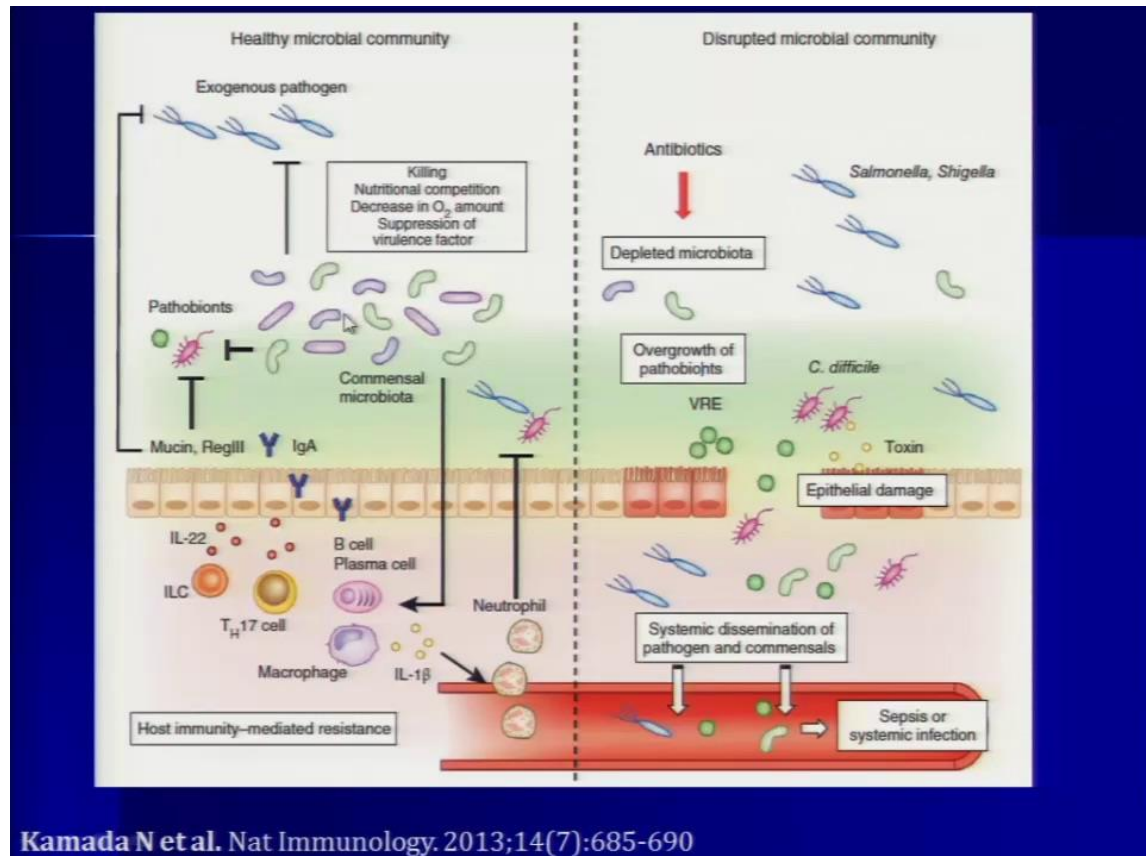 Healthy microbial community
Exogenous pathogen
Killing
Nutritional competition
Decrease in O₂ amount
Suppression of
virulence factor
Pathobionts
Commensal
microbiota
Mucin, RegIII
IgA
IL-22
B cell
Plasma cell
ILC
Neutrophil
T_H17 cell
Macrophage
IL-1β
Host immunity–mediated resistance
Disrupted microbial community
Antibiotics
Salmonella, Shigella
Depleted microbiota
Overgrowth of
pathobionts
C. difficile
VRE
Toxin
Epithelial damage
Systemic dissemination of
pathogen and commensals
Sepsis or
systemic infection
Kamada N et al. Nat Immunology. 2013;14(7):685-690